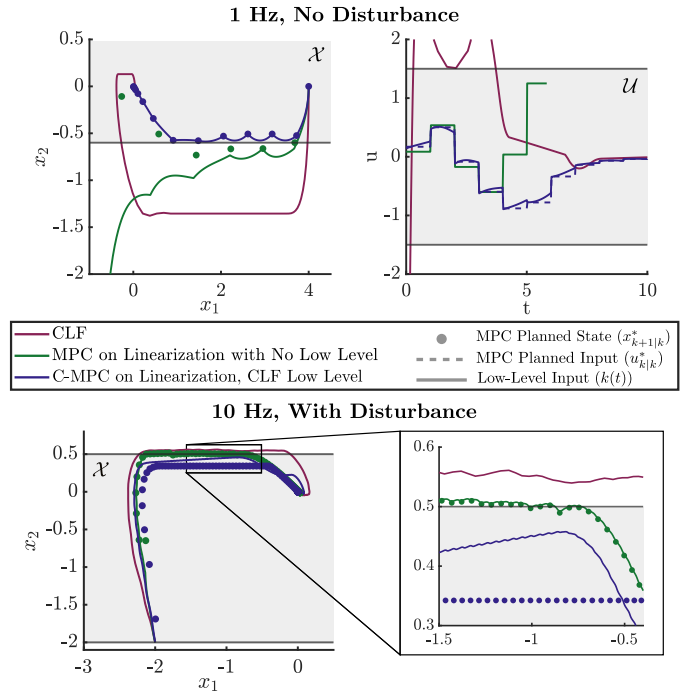 1 Hz, No Disturbance
0.5
0
-0.5
-1
-1.5
-2
x₂
𝒳
0
2
4
x₁
2
1
0
-1
-2
u
𝒰
0
5
10
t
CLF
MPC on Linearization with No Low Level
C-MPC on Linearization, CLF Low Level
MPC Planned State (x*ₖ₊₁|ₖ)
MPC Planned Input (u*ₖ|ₖ)
Low-Level Input (k(t))
10 Hz, With Disturbance
0.5
0
-0.5
-1
-1.5
-2
x₂
𝒳
-3
-2
-1
0
x₁
0.6
0.5
0.4
0.3
-1.5
-1
-0.5